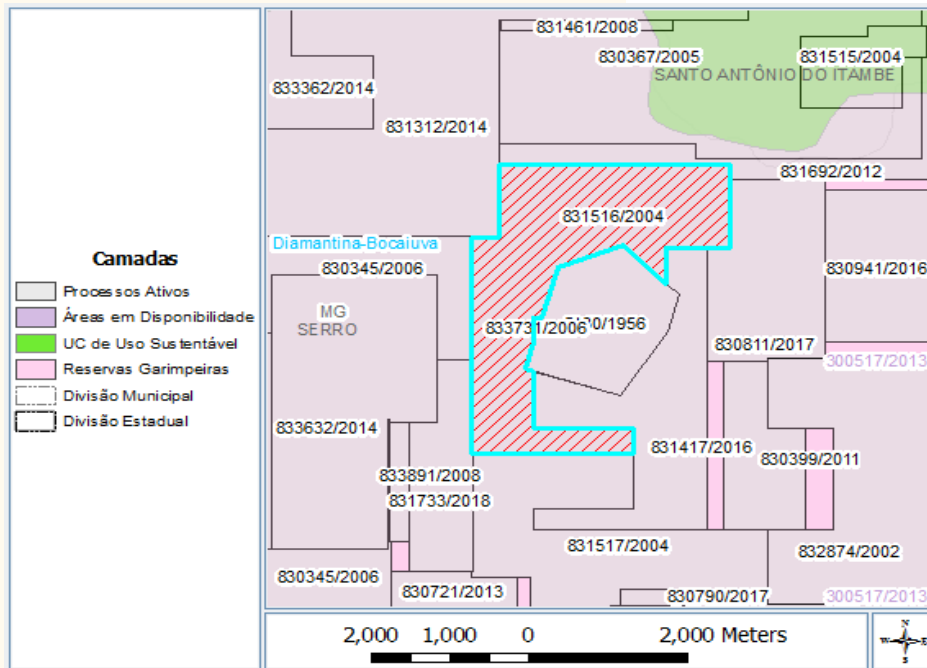 Camadas
Processos Ativos
Áreas em Disponibilidade
UC de Uso Sustentável
Reservas Garimpeiras
Divisão Municipal
Divisão Estadual
831461/2008
830367/2005
831515/2004
SANTO ANTÔNIO DO ITAMBÉ
833362/2014
831312/2014
831692/2012
831516/2004
Diamantina-Bocaiuva
830345/2006
830941/2016
MG
SERRO
833731/2006
/1956
830811/2017
300517/2013
833632/2014
831417/2016
830399/2011
833891/2008
831733/2018
831517/2004
832874/2002
830345/2006
830721/2013
830790/2017
300517/2013
2,000 1,000 0 2,000 Meters
N
W E
S